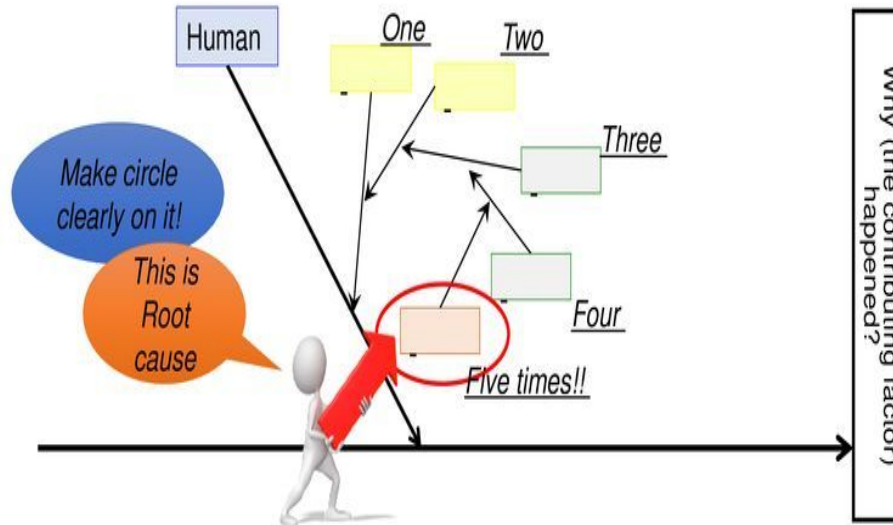 Human
One
Two
Three
Four
Five times!!
Make circle
clearly on it!
This is
Root
cause
Why (the contributing factor)
happened?